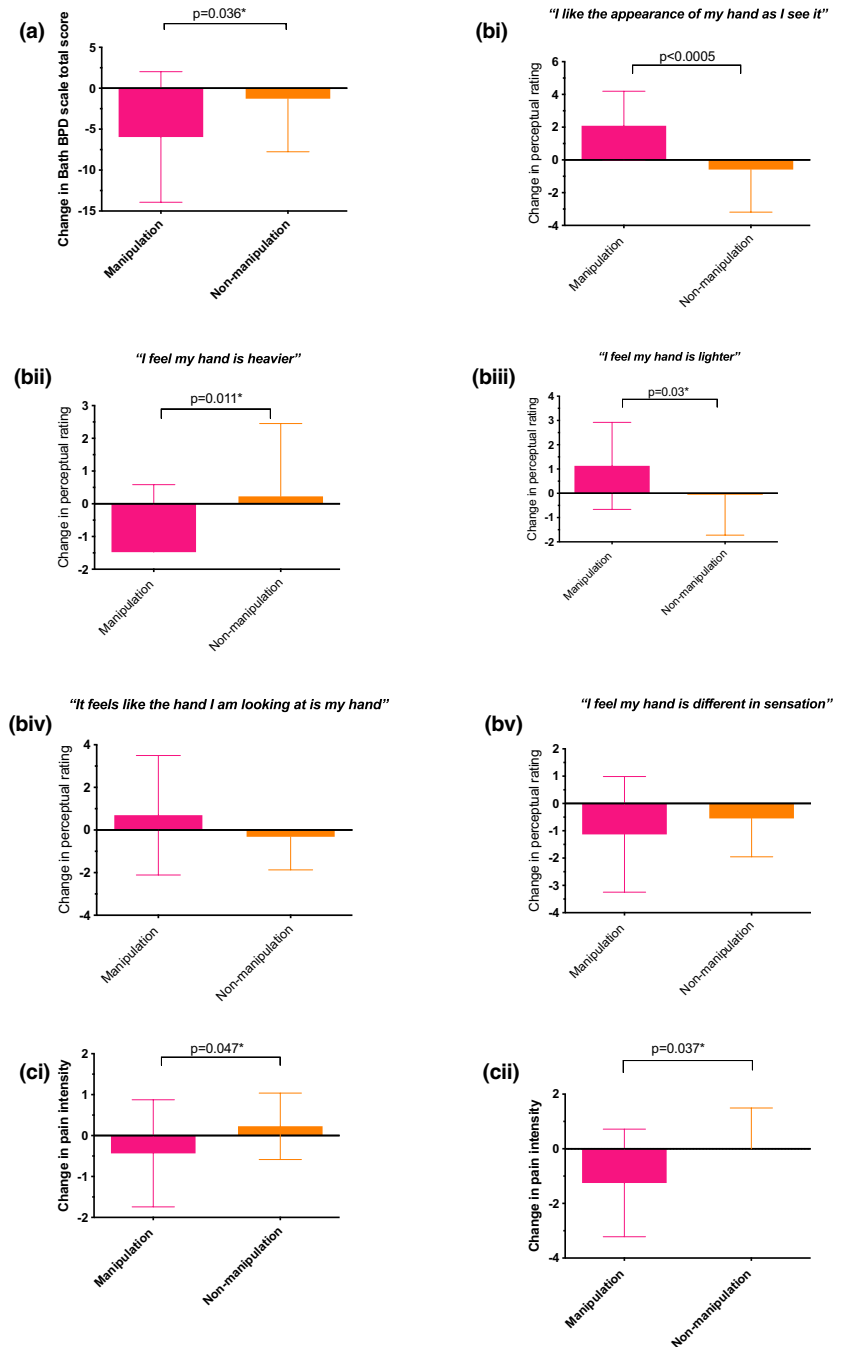 (a)
p=0.036*
Change in Bath BPD scale total score
5
0
-5
-10
-15
Manipulation
Non-manipulation
(bi)
“I like the appearance of my hand as I see it”
p<0.0005
Change in perceptual rating
6
4
2
0
-2
-4
Manipulation
Non-manipulation
(bii)
“I feel my hand is heavier”
p=0.011*
Change in perceptual rating
3
2
1
0
-1
-2
Manipulation
Non-manipulation
(biii)
“I feel my hand is lighter”
p=0.03*
Change in perceptual rating
4
3
2
1
0
-1
-2
Manipulation
Non-manipulation
(biv)
“It feels like the hand I am looking at is my hand”
Change in perceptual rating
4
2
0
-2
-4
Manipulation
Non-manipulation
(bv)
“I feel my hand is different in sensation”
Change in perceptual rating
2
1
0
-1
-2
-3
-4
Manipulation
Non-manipulation
(ci)
p=0.047*
Change in pain intensity
2
1
0
-1
-2
Manipulation
Non-manipulation
(cii)
p=0.037*
Change in pain intensity
2
0
-2
-4
Manipulation
Non-manipulation